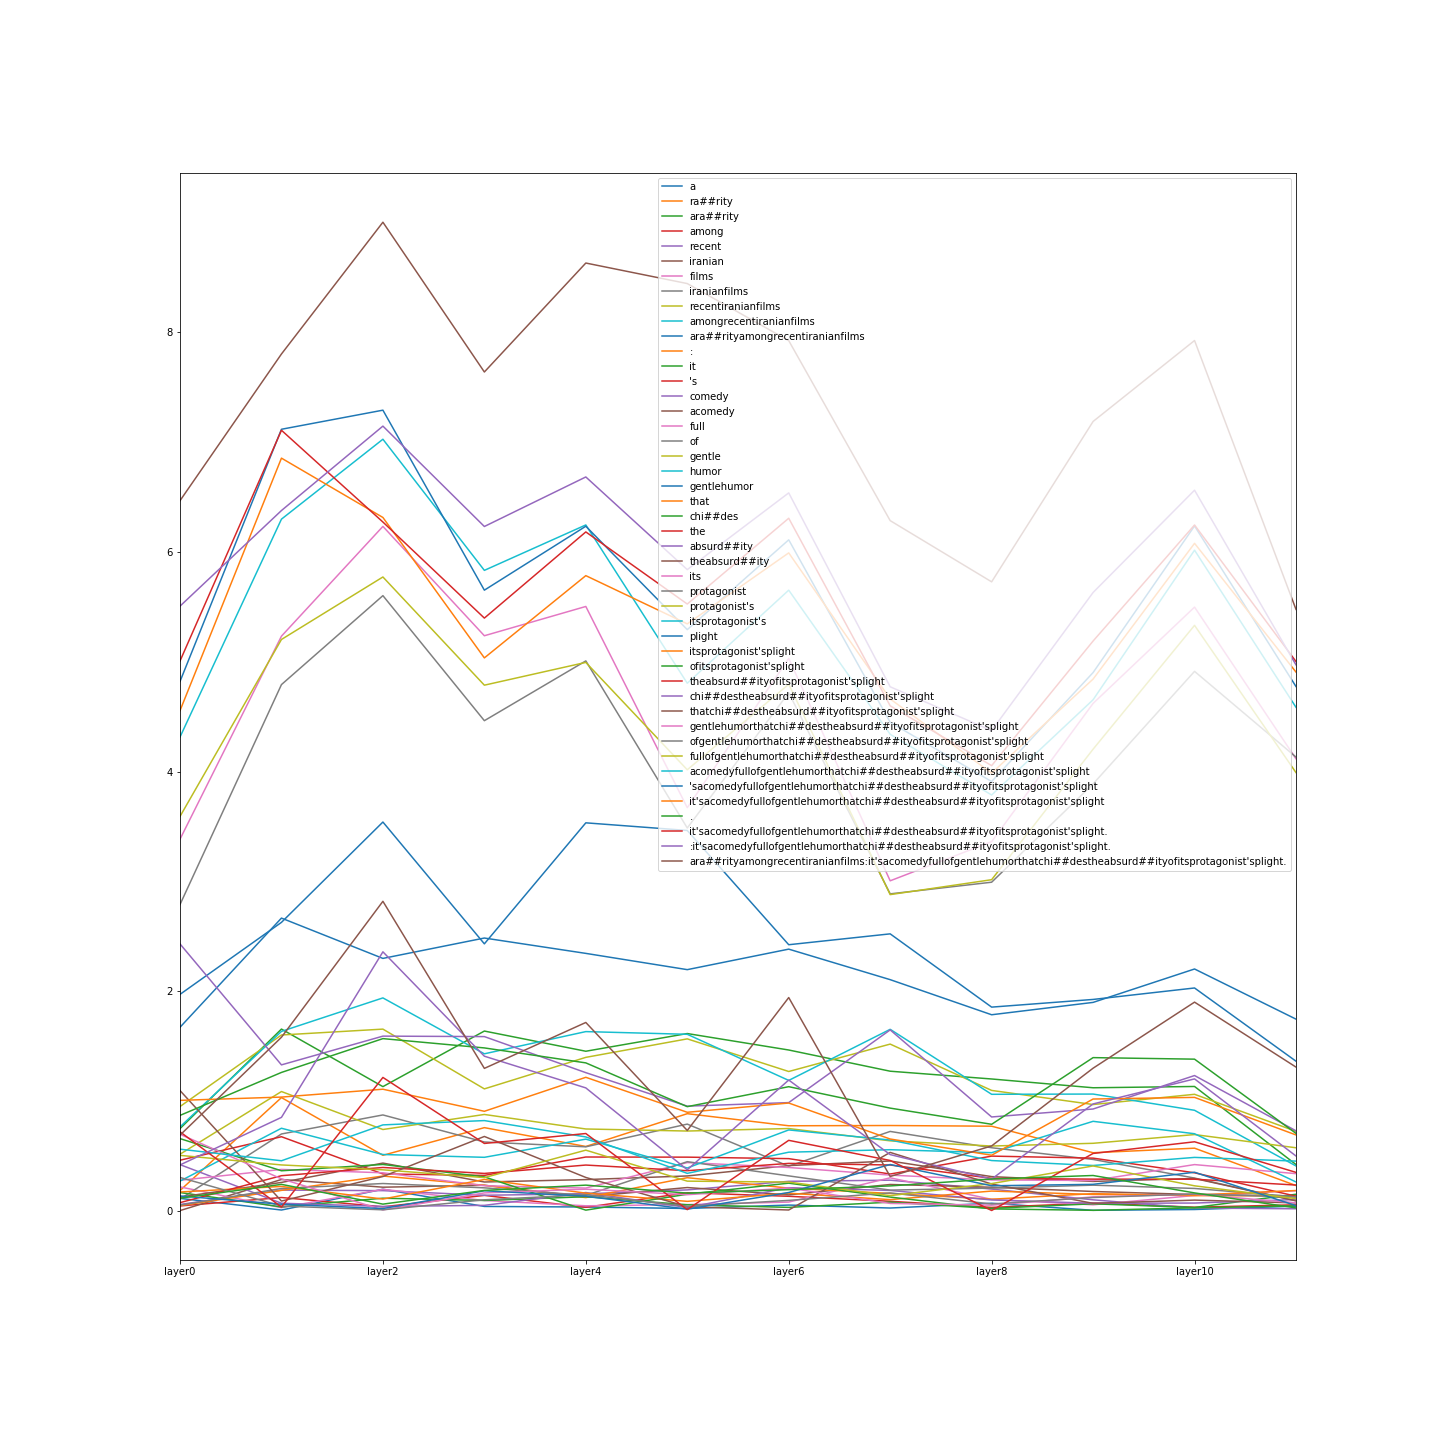 a
ra##rity
ara##rity
among
recent
iranian
films
iranianfilms
recentiranianfilms
amongrecentiranianfilms
ara##rityamongrecentiranianfilms
:
it
's
comedy
acomedy
full
of
gentle
humor
gentlehumor
that
chi##des
the
absurd##ity
theabsurd##ity
its
protagonist
protagonist's
itsprotagonist's
plight
itsprotagonist'splight
ofitsprotagonist'splight
theabsurd##ityofitsprotagonist'splight
chi##destheabsurd##ityofitsprotagonist'splight
thatchi##destheabsurd##ityofitsprotagonist'splight
gentlehumorthatchi##destheabsurd##ityofitsprotagonist'splight
ofgentlehumorthatchi##destheabsurd##ityofitsprotagonist'splight
fullofgentlehumorthatchi##destheabsurd##ityofitsprotagonist'splight
acomedyfullofgentlehumorthatchi##destheabsurd##ityofitsprotagonist'splight
'sacomedyfullofgentlehumorthatchi##destheabsurd##ityofitsprotagonist'splight
it'sacomedyfullofgentlehumorthatchi##destheabsurd##ityofitsprotagonist'splight
.
it'sacomedyfullofgentlehumorthatchi##destheabsurd##ityofitsprotagonist'splight.
:it'sacomedyfullofgentlehumorthatchi##destheabsurd##ityofitsprotagonist'splight.
ara##rityamongrecentiranianfilms:it'sacomedyfullofgentlehumorthatchi##destheabsurd##ityofitsprotagonist'splight.
8
6
4
2
0
layer0 layer2 layer4 layer6 layer8 layer10